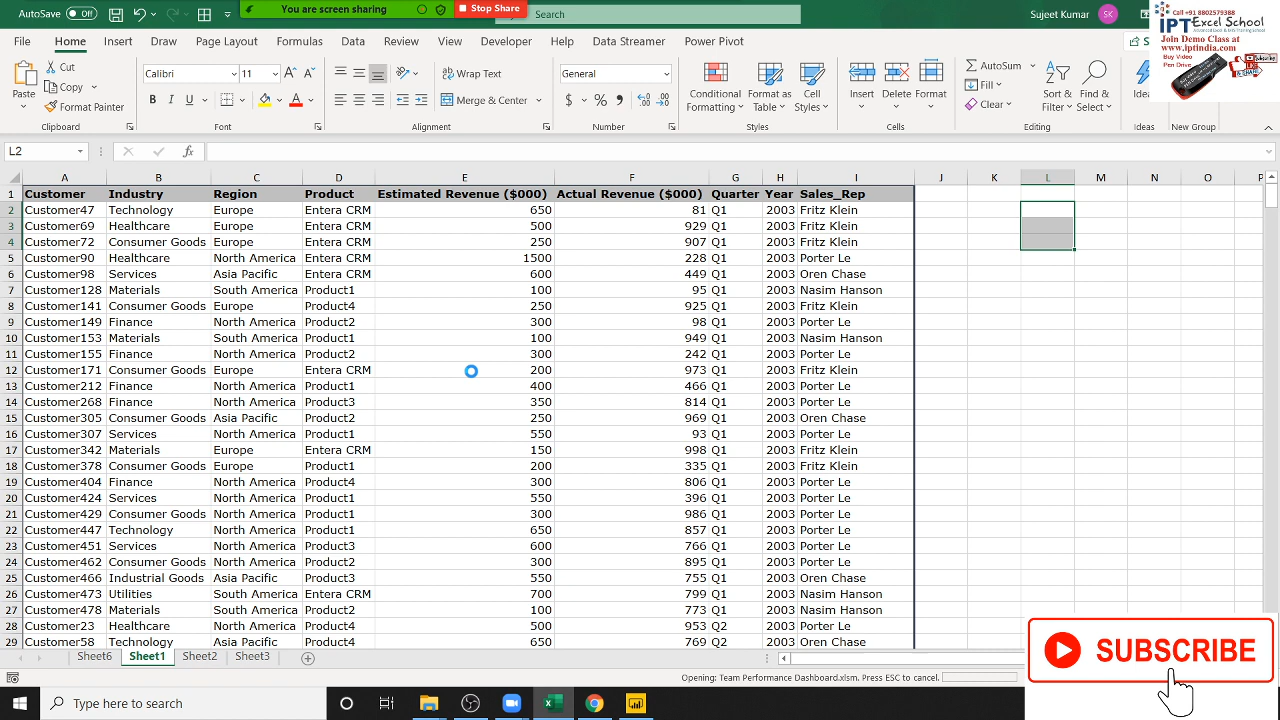 AutoSave Off
You are screen sharing Stop Share
Search
Sujeet Kumar SK
Call +91 8802579388
IPT Excel School
Join Demo Class at
www.iptindia.com
Buy Video
Pen Drive
File Home Insert Draw Page Layout Formulas Data Review View Developer Help Data Streamer Power Pivot
Paste Cut Copy Format Painter
Calibri 11
B I U
Wrap Text
Merge & Center
General
$ % ,
Conditional Formatting
Format as Table
Cell Styles
Insert Delete Format
AutoSum
Fill
Clear
Sort & Filter
Find & Select
Ideas
Clipboard Font Alignment Number Styles Cells Editing Ideas New Group
L2 fx
A B C D E F G H I J K L M N O P
1 Customer Industry Region Product Estimated Revenue ($000) Actual Revenue ($000) Quarter Year Sales_Rep
2 Customer47 Technology Europe Entera CRM 650 81 Q1 2003 Fritz Klein
3 Customer69 Healthcare Europe Entera CRM 500 929 Q1 2003 Fritz Klein
4 Customer72 Consumer Goods Europe Entera CRM 250 907 Q1 2003 Fritz Klein
5 Customer90 Healthcare North America Entera CRM 1500 228 Q1 2003 Porter Le
6 Customer98 Services Asia Pacific Entera CRM 600 449 Q1 2003 Oren Chase
7 Customer128 Materials South America Product1 100 95 Q1 2003 Nasim Hanson
8 Customer141 Consumer Goods Europe Product4 250 925 Q1 2003 Fritz Klein
9 Customer149 Finance North America Product2 300 98 Q1 2003 Porter Le
10 Customer153 Materials South America Product1 100 949 Q1 2003 Nasim Hanson
11 Customer155 Finance North America Product2 300 242 Q1 2003 Porter Le
12 Customer171 Consumer Goods Europe Entera CRM 200 973 Q1 2003 Fritz Klein
13 Customer212 Finance North America Product1 400 466 Q1 2003 Porter Le
14 Customer268 Finance North America Product3 350 814 Q1 2003 Porter Le
15 Customer305 Consumer Goods Asia Pacific Product2 250 969 Q1 2003 Oren Chase
16 Customer307 Services North America Product1 550 93 Q1 2003 Porter Le
17 Customer342 Materials Europe Entera CRM 150 998 Q1 2003 Fritz Klein
18 Customer378 Consumer Goods Europe Product1 200 335 Q1 2003 Fritz Klein
19 Customer404 Finance North America Product4 300 806 Q1 2003 Porter Le
20 Customer424 Services North America Product1 550 396 Q1 2003 Porter Le
21 Customer429 Consumer Goods North America Product1 300 986 Q1 2003 Porter Le
22 Customer447 Technology North America Product1 650 857 Q1 2003 Porter Le
23 Customer451 Services North America Product3 600 766 Q1 2003 Porter Le
24 Customer462 Consumer Goods North America Product2 300 895 Q1 2003 Porter Le
25 Customer466 Industrial Goods Asia Pacific Product3 550 755 Q1 2003 Oren Chase
26 Customer473 Utilities South America Entera CRM 700 799 Q1 2003 Nasim Hanson
27 Customer478 Materials South America Product2 100 773 Q1 2003 Nasim Hanson
28 Customer23 Healthcare North America Product4 500 953 Q2 2003 Porter Le
29 Customer58 Technology Asia Pacific Product4 650 769 Q2 2003 Oren Chase
Sheet6 Sheet1 Sheet2 Sheet3
SUBSCRIBE
Opening: Team Performance Dashboard.xlsm. Press ESC to cancel.
Type here to search